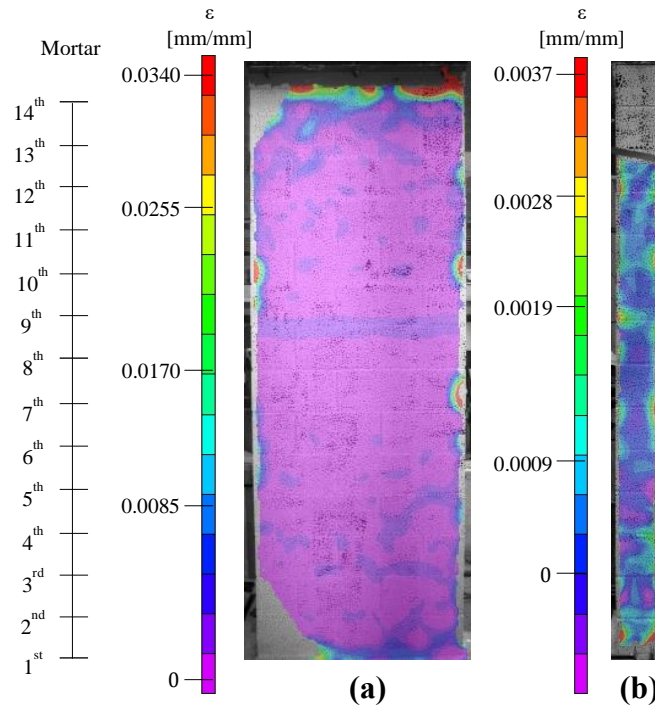 Mortar
14th
13th
12th
11th
10th
9th
8th
7th
6th
5th
4th
3rd
2nd
1st
ε
[mm/mm]
0.0340
0.0255
0.0170
0.0085
0
(a)
ε
[mm/mm]
0.0037
0.0028
0.0019
0.0009
0
(b)